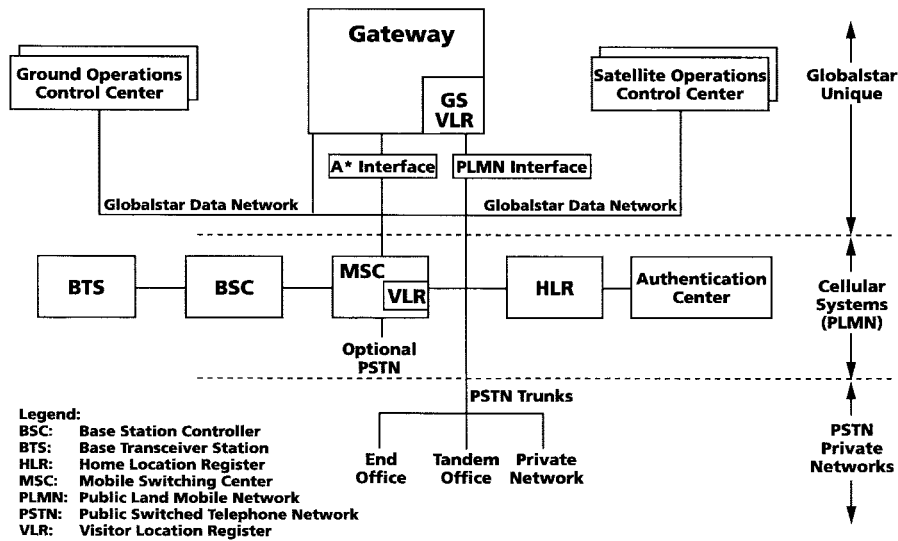 Gateway
GS
VLR
Ground Operations
Control Center
Satellite Operations
Control Center
Globalstar
Unique
A* Interface
PLMN Interface
Globalstar Data Network
Globalstar Data Network
BTS
BSC
MSC
VLR
HLR
Authentication
Center
Cellular
Systems
(PLMN)
Optional
PSTN
PSTN Trunks
End
Office
Tandem
Office
Private
Network
PSTN
Private
Networks
Legend:
BSC: Base Station Controller
BTS: Base Transceiver Station
HLR: Home Location Register
MSC: Mobile Switching Center
PLMN: Public Land Mobile Network
PSTN: Public Switched Telephone Network
VLR: Visitor Location Register